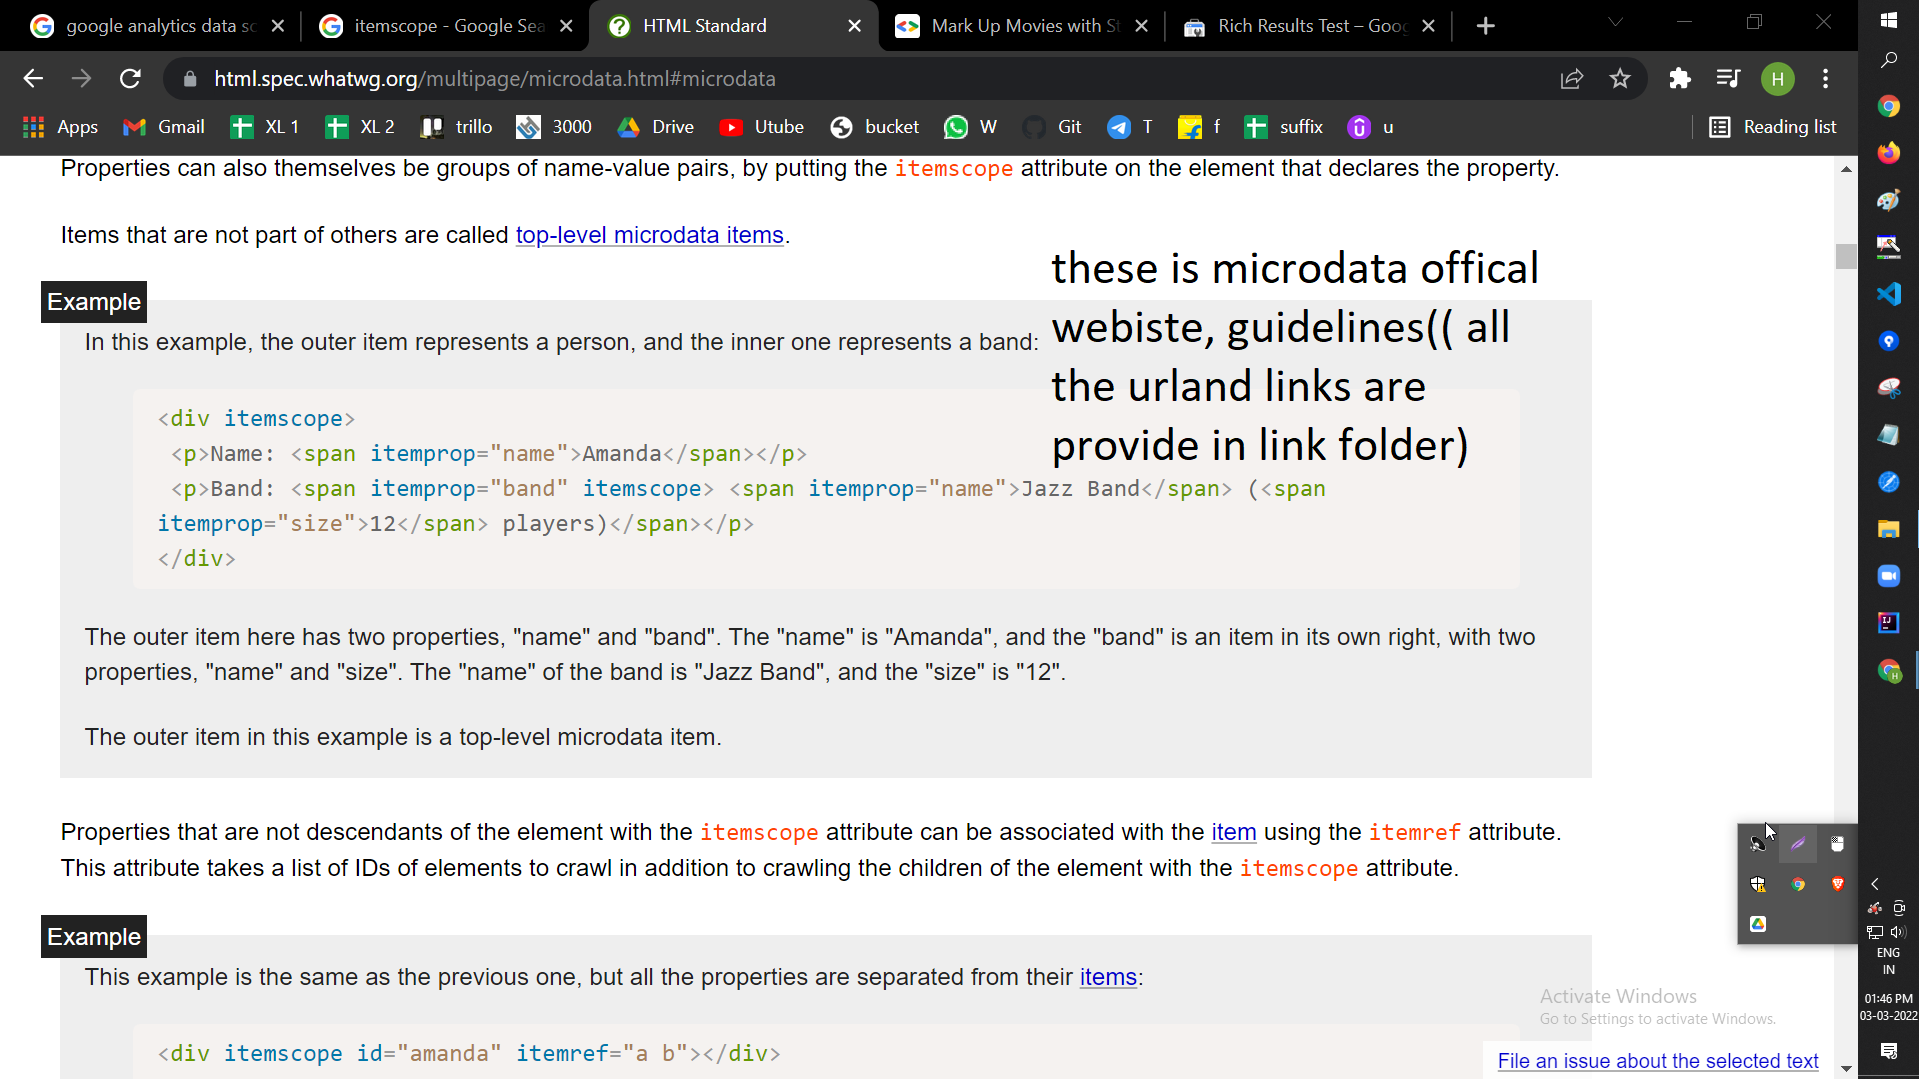 google analytics data sc
itemscope - Google Sea
HTML Standard
Mark Up Movies with St
Rich Results Test – Goog
html.spec.whatwg.org/multipage/microdata.html#microdata
H
Apps
Gmail
XL 1
XL 2
trillo
3000
Drive
Utube
bucket
W
Git
T
f
suffix
u
Reading list
Properties can also themselves be groups of name-value pairs, by putting the itemscope attribute on the element that declares the property.
Items that are not part of others are called top-level microdata items.
these is microdata offical
webiste, guidelines(( all
the urland links are
provide in link folder)
Example
In this example, the outer item represents a person, and the inner one represents a band:
<div itemscope>
<p>Name: <span itemprop="name">Amanda</span></p>
<p>Band: <span itemprop="band" itemscope> <span itemprop="name">Jazz Band</span> (<span
itemprop="size">12</span> players)</span></p>
</div>
The outer item here has two properties, "name" and "band". The "name" is "Amanda", and the "band" is an item in its own right, with two
properties, "name" and "size". The "name" of the band is "Jazz Band", and the "size" is "12".
The outer item in this example is a top-level microdata item.
Properties that are not descendants of the element with the itemscope attribute can be associated with the item using the itemref attribute.
This attribute takes a list of IDs of elements to crawl in addition to crawling the children of the element with the itemscope attribute.
Example
This example is the same as the previous one, but all the properties are separated from their items:
<div itemscope id="amanda" itemref="a b"></div>
Activate Windows
Go to Settings to activate Windows.
File an issue about the selected text
ENG
IN
01:46 PM
03-03-2022